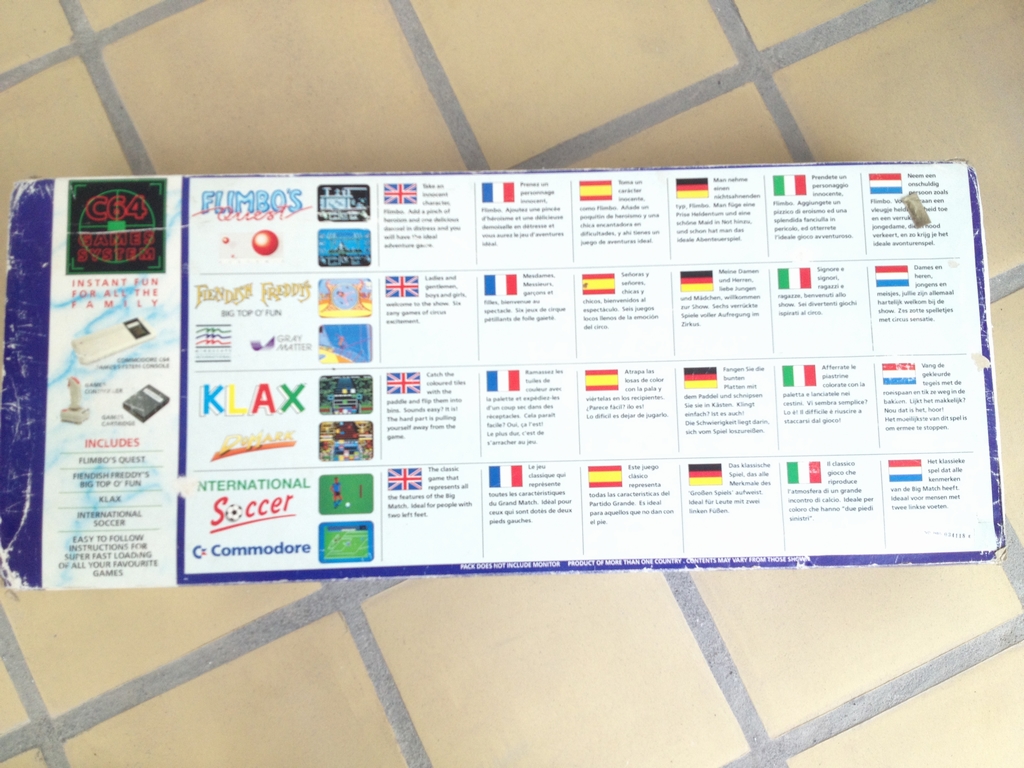 C64
GAMES
SYSTEM
INSTANT FUN
FOR ALL THE
FAMILY
COMMODORE C64
GAMES SYSTEM CONSOLE
GAMES
CONTROLLER
GAMES
CARTRIDGE
INCLUDES
FLIMBO'S QUEST
FIENDISH FREDDY'S
BIG TOP O' FUN
KLAX
INTERNATIONAL
SOCCER
EASY TO FOLLOW
INSTRUCTIONS FOR
SUPER FAST LOADING
OF ALL YOUR FAVOURITE
GAMES
FLIMBO'S
Quest
Take an
innocent
character,
Flimbo. Add a pinch of
heroism and one delicious
damsel in distress and you
will have the ideal
adventure game.
Prenez un
personnage
innocent,
Flimbo. Ajoutez une pincée
d'héroïsme et une délicieuse
demoiselle en détresse et
vous aurez le jeu d'aventures
idéal.
Toma un
carácter
inocente,
como Flimbo. Añade un
poquitín de heroísmo y una
chica encantadora en
dificultades, y ahí tienes un
juego de aventuras ideal.
Man nehme
einen
nichtsahnenden
typ, Flimbo. Man füge eine
Prise Heldentum und eine
schöne Maid in Not hinzu,
und schon hat man das
ideale Abenteuerspiel.
Prendete un
personaggio
innocente,
Flimbo. Aggiungete un
pizzico di eroismo ed una
splendida fanciulla in
pericolo, ed otterrete
l'ideale gioco avventuroso.
Neem een
onschuldig
persoon zoals
Flimbo. aan een
vleugje held toe
en een verruk
jongedame, die nood
verkeert, en zo krijg je het
ideale avonturenspel.
FIENDISH FREDDY'S
BIG TOP O' FUN
GRAY
MATTER
Ladies and
gentlemen,
boys and girls,
welcome to the show. Six
zany games of circus
excitement.
Mesdames,
Messieurs,
garçons et
filles, bienvenue au
spectacle. Six jeux de cirque
pétillants de folle gaieté.
Señores y
señores,
chicas y
chicos, bienvenidos al
espectáculo. Seis juegos
locos llenos de la emoción
del circo.
Meine Damen
und Herren,
liebe Jungen
und Mädchen, willkommen
zur Show. Sechs verrückte
Spiele voller Aufregung im
Zirkus.
Signore e
signori,
ragazzi e
ragazze, benvenuti allo
show. Sei divertenti giochi
ispirati al circo.
Dames en
heren,
jongens en
meisjes, jullie zijn allemaal
hartelijk welkom bij de
show. Zes zotte spelletjes
met circus sensatie.
KLAX
DOMARK
Catch the
coloured tiles
with the
paddle and flip them into
bins. Sounds easy? It is!
The hard part is pulling
yourself away from the
game.
Ramassez les
tuiles de
couleur avec
la palette et expédiez-les
d'un coup sec dans des
réceptacles. Cela paraît
facile? Oui, ça l'est!
Le plus dur, c'est de
s'arracher au jeu.
Atrapa las
losas de color
con la pala y
viértelas en los recipientes.
¿Parece fácil? ¡lo es!
Lo difícil es dejar de jugarlo.
Fangen Sie die
bunten
Platten mit
dem Paddel und schnipsen
Sie sie in Kästen. Klingt
einfach? Ist es auch!
Die Schwierigkeit liegt darin,
sich vom Spiel loszureißen.
Afferrate le
piastrine
colorate con la
paletta e lanciatele nei
cestini. Vi sembra semplice?
Lo è! Il difficile è riuscire a
staccarsi dal gioco!
Vang de
gekleurde
tegels met de
romspaan en tik ze weg in de
bakken. Lijkt het makkelijk?
Nou dat is het, hoor!
Het moeilijkste van dit spel is
om ermee te stoppen.
INTERNATIONAL
Soccer
Commodore
The classic
game that
represents all
the features of the Big
Match. Ideal for people with
two left feet.
Le jeu
classique qui
représente
toutes les caractéristiques
du Grand Match. Idéal pour
ceux qui sont dotés de deux
pieds gauches.
Este juego
clásico
representa
todas las características del
Partido Grande. Es ideal
para aquellos que no dan con
el pie.
Das klassische
Spiel, das alle
Merkmale des
'Großen Spiels' aufweist.
Ideal für Leute mit zwei
linken Füßen.
Il classico
gioco che
riproduce
l'atmosfera di un grande
incontro di calcio. Ideale per
coloro che hanno "due piedi
sinistri".
Het klassieke
spel dat alle
kenmerken
van de Big Match heeft.
Ideaal voor mensen met
twee linkse voeten.
PACK DOES NOT INCLUDE MONITOR PRODUCT OF MORE THAN ONE COUNTRY - CONTENTS MAY VARY FROM THOSE SHOWN